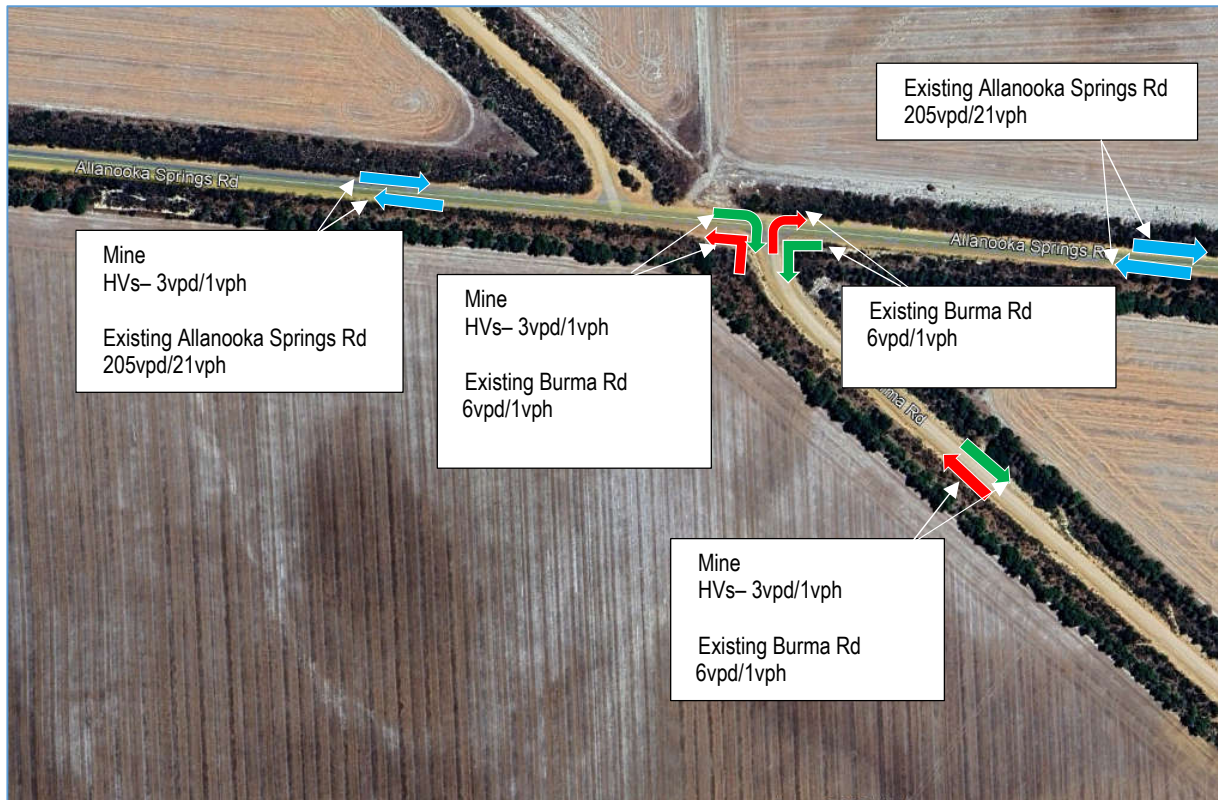 Existing Allanooka Springs Rd
205vpd/21vph
Allanooka Springs Rd
Allanooka Springs R
Mine
HVs– 3vpd/1vph
Existing Allanooka Springs Rd
205vpd/21vph
Mine
HVs– 3vpd/1vph
Existing Burma Rd
6vpd/1vph
Existing Burma Rd
6vpd/1vph
rma Rd
Mine
HVs– 3vpd/1vph
Existing Burma Rd
6vpd/1vph